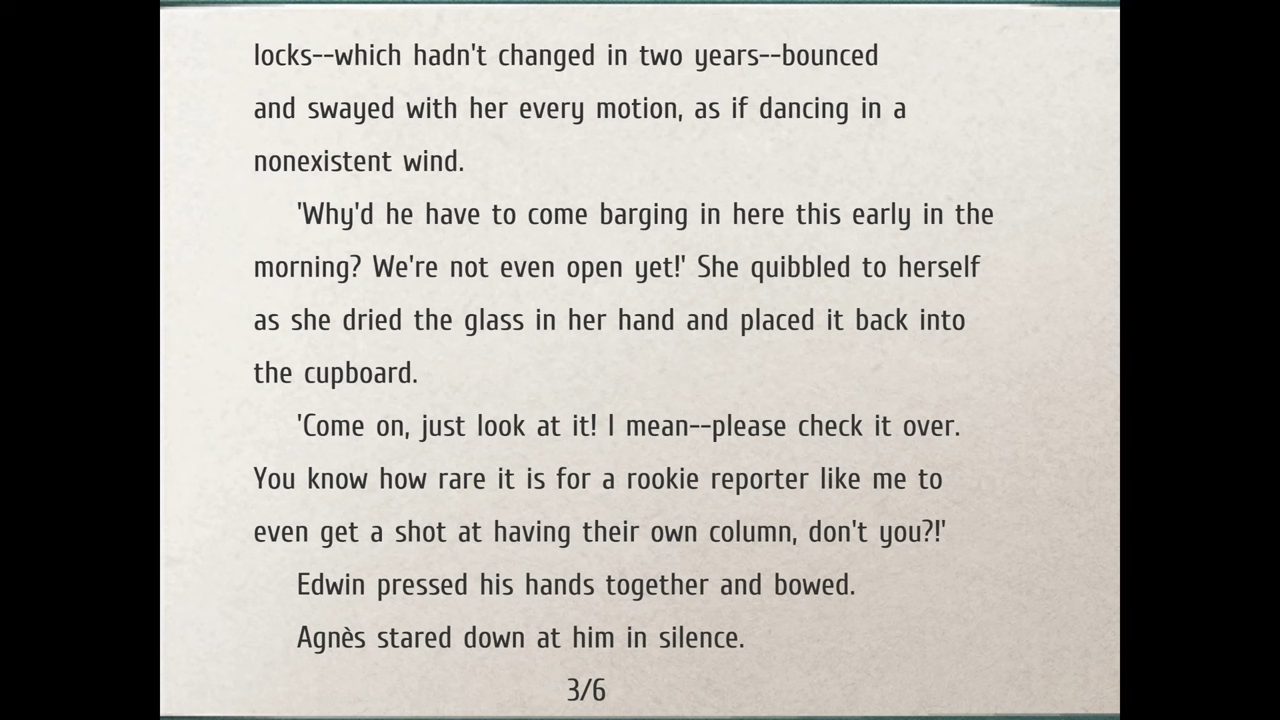 locks--which hadn't changed in two years--bounced
and swayed with her every motion, as if dancing in a
nonexistent wind.
'Why'd he have to come barging in here this early in the
morning? We're not even open yet!' She quibbled to herself
as she dried the glass in her hand and placed it back into
the cupboard.
'Come on, just look at it! I mean--please check it over.
You know how rare it is for a rookie reporter like me to
even get a shot at having their own column, don't you?!'
Edwin pressed his hands together and bowed.
Agnès stared down at him in silence.
3/6